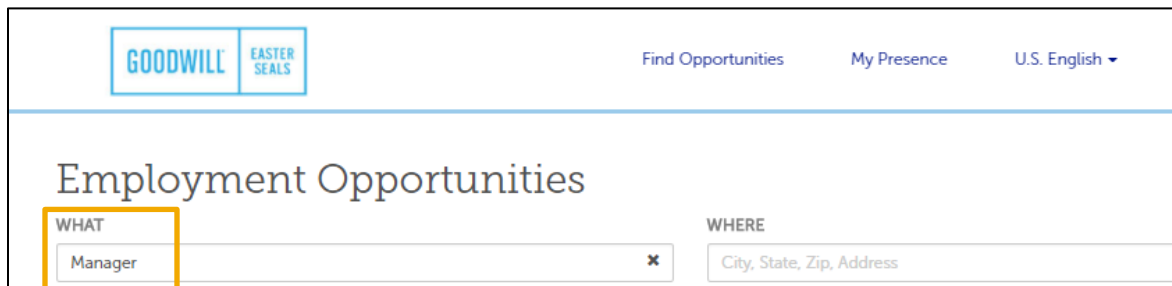 GOODWILL EASTER SEALS
Find Opportunities My Presence U.S. English
Employment Opportunities
WHAT WHERE
Manager City, State, Zip, Address